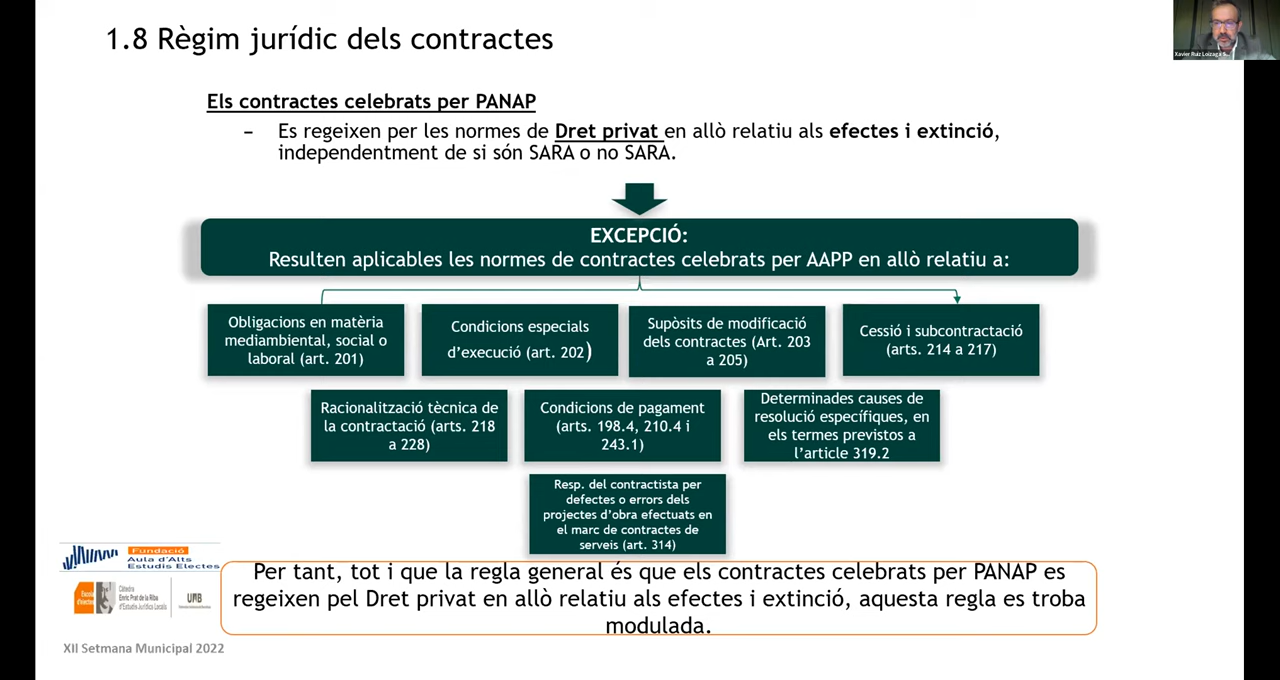 1.8 Règim jurídic dels contractes
Xavier Ruiz Loizaga S...
Els contractes celebrats per PANAP
– Es regeixen per les normes de Dret privat en allò relatiu als efectes i extinció,
independentment de si són SARA o no SARA.
EXCEPCIÓ:
Resulten aplicables les normes de contractes celebrats per AAPP en allò relatiu a:
Obligacions en matèria
mediambiental, social o
laboral (art. 201)
Condicions especials
d’execució (art. 202)
Supòsits de modificació
dels contractes (Art. 203
a 205)
Cessió i subcontractació
(arts. 214 a 217)
Racionalització tècnica de
la contractació (arts. 218
a 228)
Condicions de pagament
(arts. 198.4, 210.4 i
243.1)
Determinades causes de
resolució específiques, en
els termes previstos a
l’article 319.2
Resp. del contractista per
defectes o errors dels
projectes d’obra efectuats en
el marc de contractes de
serveis (art. 314)
Fundació
Aula d'Alts
Estudis Electes
Escola
d'electes
Càtedra
Enric Prat de la Riba
d'Estudis Jurídics Locals
UAB
Per tant, tot i que la regla general és que els contractes celebrats per PANAP es
regeixen pel Dret privat en allò relatiu als efectes i extinció, aquesta regla es troba
modulada.
XII Setmana Municipal 2022